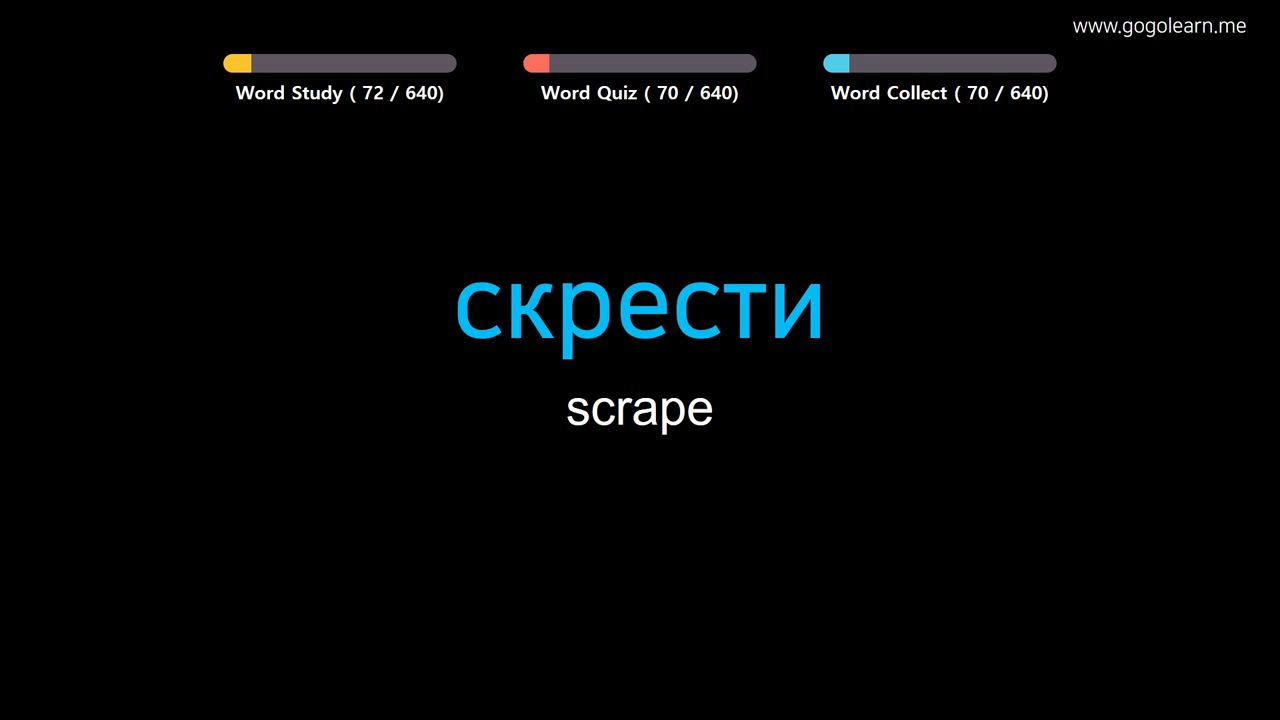 www.gogolearn.me
Word Study ( 72 / 640)
Word Quiz ( 70 / 640)
Word Collect ( 70 / 640)
скрести
scrape